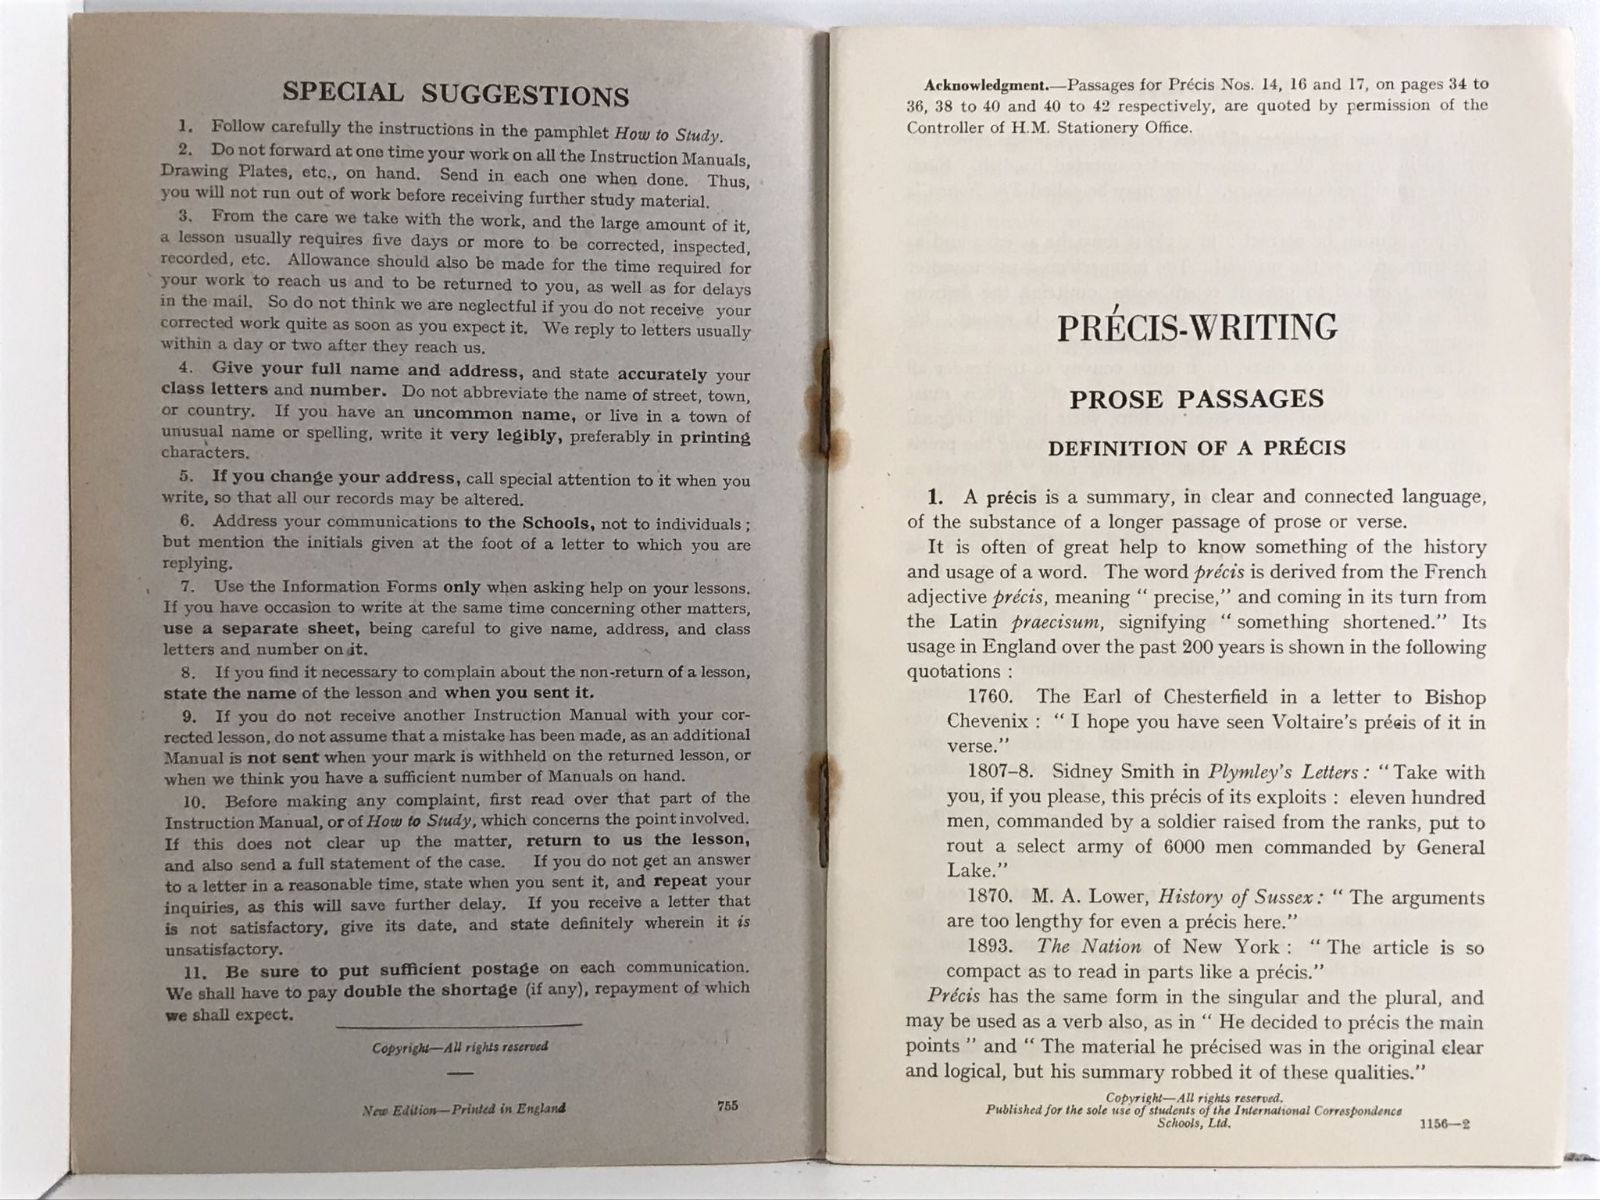 SPECIAL SUGGESTIONS
1. Follow carefully the instructions in the pamphlet How to Study.
2. Do not forward at one time your work on all the Instruction Manuals,
Drawing Plates, etc., on hand. Send in each one when done. Thus,
you will not run out of work before receiving further study material.
3. From the care we take with the work, and the large amount of it,
a lesson usually requires five days or more to be corrected, inspected,
recorded, etc. Allowance should also be made for the time required for
your work to reach us and to be returned to you, as well as for delays
in the mail. So do not think we are neglectful if you do not receive your
corrected work quite as soon as you expect it. We reply to letters usually
within a day or two after they reach us.
4. Give your full name and address, and state accurately your
class letters and number. Do not abbreviate the name of street, town,
or country. If you have an uncommon name, or live in a town of
unusual name or spelling, write it very legibly, preferably in printing
characters.
5. If you change your address, call special attention to it when you
write, so that all our records may be altered.
6. Address your communications to the Schools, not to individuals ;
but mention the initials given at the foot of a letter to which you are
replying.
7. Use the Information Forms only when asking help on your lessons.
If you have occasion to write at the same time concerning other matters,
use a separate sheet, being careful to give name, address, and class
letters and number on it.
8. If you find it necessary to complain about the non-return of a lesson,
state the name of the lesson and when you sent it.
9. If you do not receive another Instruction Manual with your cor-
rected lesson, do not assume that a mistake has been made, as an additional
Manual is not sent when your mark is withheld on the returned lesson, or
when we think you have a sufficient number of Manuals on hand.
10. Before making any complaint, first read over that part of the
Instruction Manual, or of How to Study, which concerns the point involved.
If this does not clear up the matter, return to us the lesson,
and also send a full statement of the case. If you do not get an answer
to a letter in a reasonable time, state when you sent it, and repeat your
inquiries, as this will save further delay. If you receive a letter that
is not satisfactory, give its date, and state definitely wherein it is
unsatisfactory.
11. Be sure to put sufficient postage on each communication.
We shall have to pay double the shortage (if any), repayment of which
we shall expect.
Copyright—All rights reserved
New Edition—Printed in England 755
Acknowledgment.—Passages for Précis Nos. 14, 16 and 17, on pages 34 to
36, 38 to 40 and 40 to 42 respectively, are quoted by permission of the
Controller of H.M. Stationery Office.
PRÉCIS-WRITING
PROSE PASSAGES
DEFINITION OF A PRÉCIS
1. A précis is a summary, in clear and connected language,
of the substance of a longer passage of prose or verse.
It is often of great help to know something of the history
and usage of a word. The word précis is derived from the French
adjective précis, meaning “ precise,” and coming in its turn from
the Latin praecisum, signifying “ something shortened.” Its
usage in England over the past 200 years is shown in the following
quotations :
1760. The Earl of Chesterfield in a letter to Bishop
Chevenix : “ I hope you have seen Voltaire’s précis of it in
verse.”
1807–8. Sidney Smith in Plymley’s Letters : “ Take with
you, if you please, this précis of its exploits : eleven hundred
men, commanded by a soldier raised from the ranks, put to
rout a select army of 6000 men commanded by General
Lake.”
1870. M. A. Lower, History of Sussex : “ The arguments
are too lengthy for even a précis here.”
1893. The Nation of New York : “ The article is so
compact as to read in parts like a précis.”
Précis has the same form in the singular and the plural, and
may be used as a verb also, as in “ He decided to précis the main
points ” and “ The material he précised was in the original clear
and logical, but his summary robbed it of these qualities.”
Copyright—All rights reserved.
Published for the sole use of students of the International Correspondence
Schools, Ltd. 1156—2